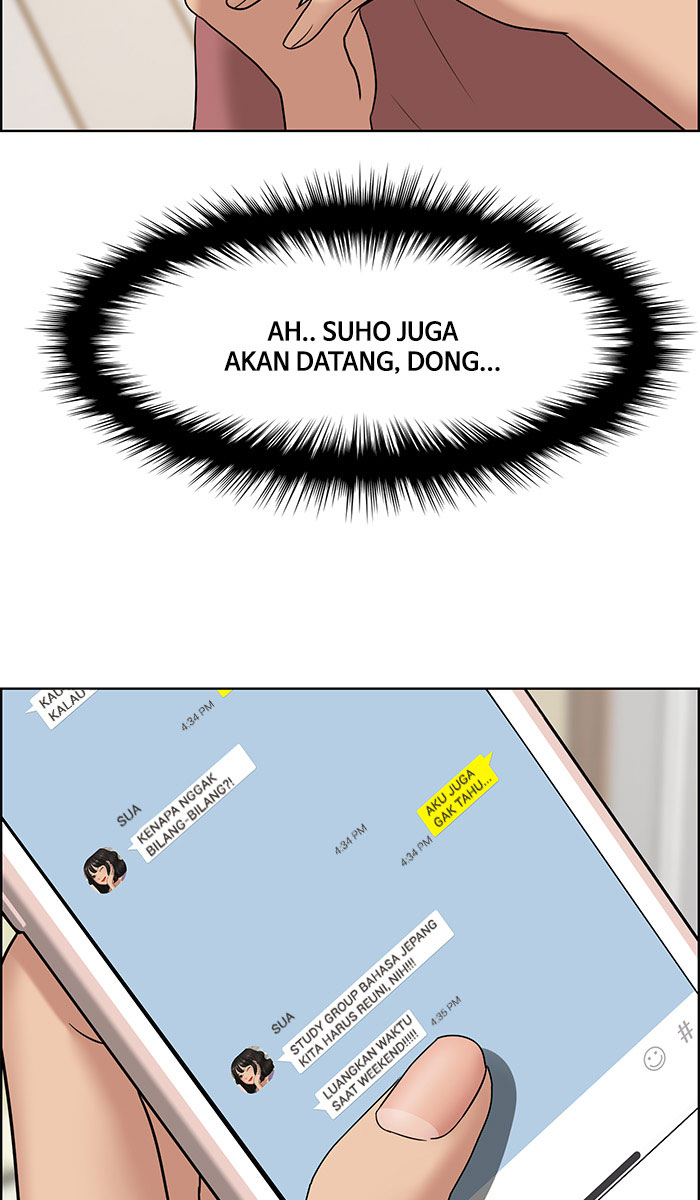 AH.. SUHO JUGA
AKAN DATANG, DONG...
KALAU
4:34 PM
SUA
KENAPA NGGAK
BILANG-BILANG?!
4:34 PM
AKU JUGA
GAK TAHU...
4:34 PM
SUA
STUDY GROUP BAHASA JEPANG
KITA HARUS REUNI, NIH!!!
4:35 PM
LUANGKAN WAKTU
SAAT WEEKEND!!!!!
#